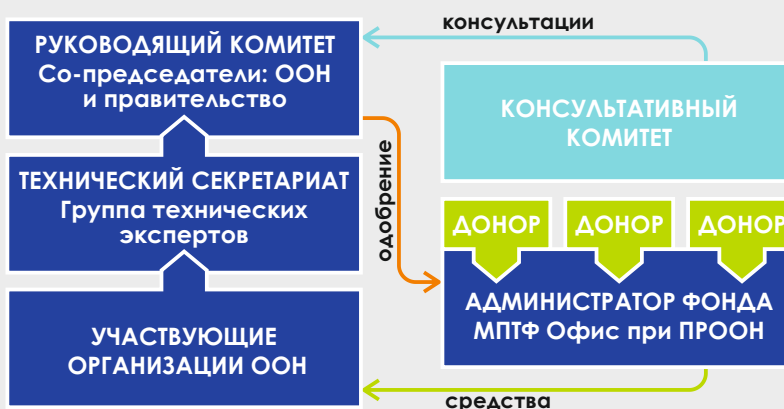 консультации
РУКОВОДЯЩИЙ КОМИТЕТ
Со-председатели: ООН
и правительство
КОНСУЛЬТАТИВНЫЙ
КОМИТЕТ
одобрение
ТЕХНИЧЕСКИЙ СЕКРЕТАРИАТ
Группа технических
экспертов
ДОНОР ДОНОР ДОНОР
АДМИНИСТРАТОР ФОНДА
МПТФ Офис при ПРООН
УЧАСТВУЮЩИЕ
ОРГАНИЗАЦИИ ООН
средства